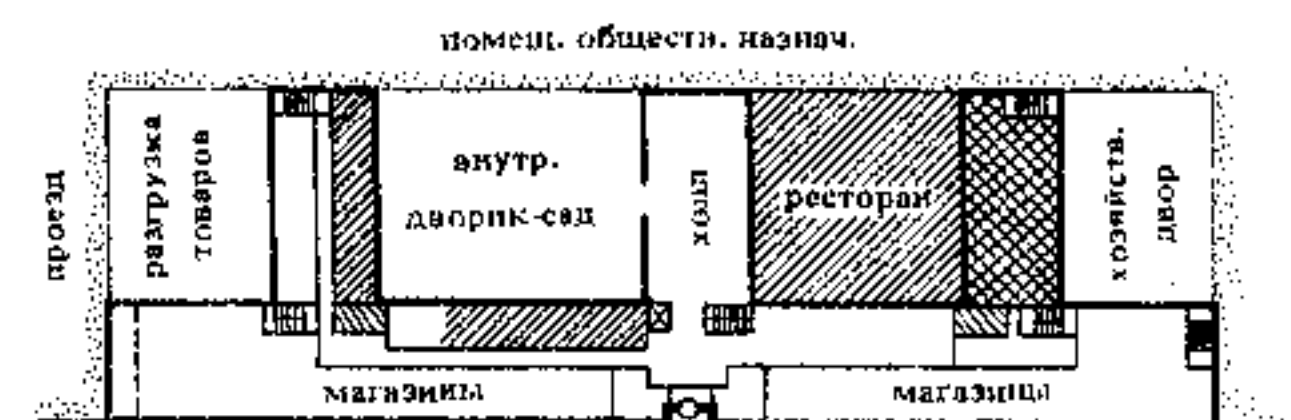 помещ. обществ. назнач.
проезд
разгрузка
товаров
внутр.
дворик-сад
холл
ресторан
хозяйств.
двор
магазины
магазины